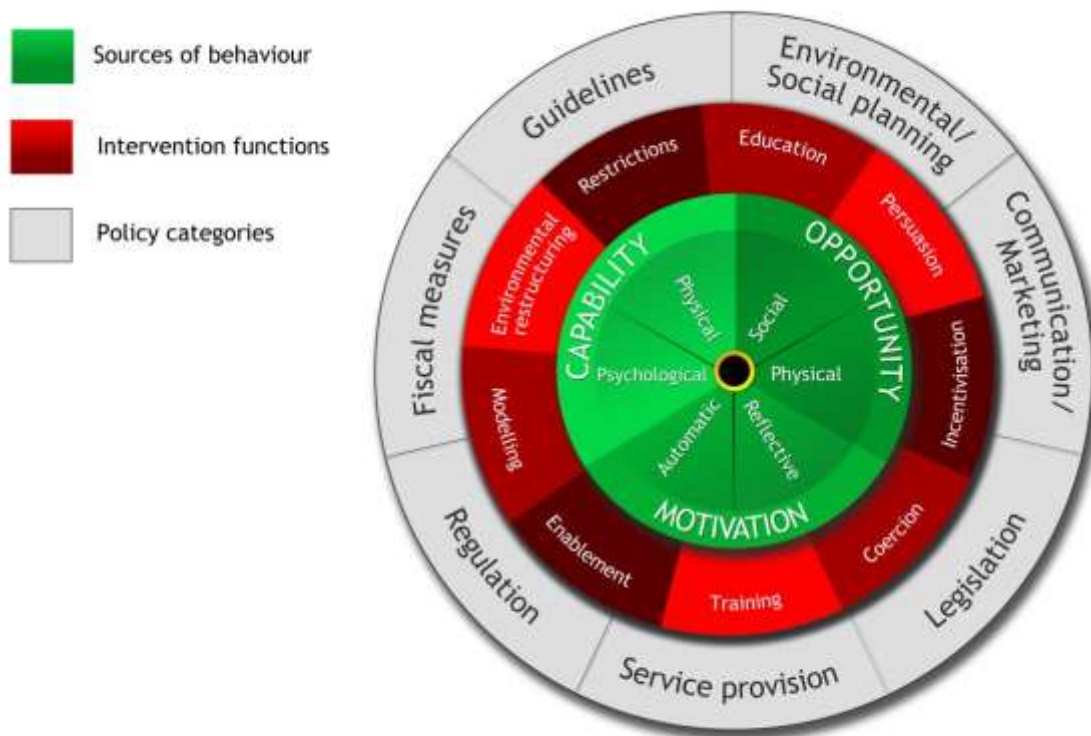 Sources of behaviour
Intervention functions
Policy categories
Guidelines
Environmental/
Social planning
Communication/
Marketing
Legislation
Service provision
Regulation
Fiscal measures
Restrictions
Education
Persuasion
Incentivisation
Coercion
Training
Enablement
Modelling
Environmental
restructuring
CAPABILITY
OPPORTUNITY
MOTIVATION
Physical
Social
Physical
Reflective
Automatic
Psychological